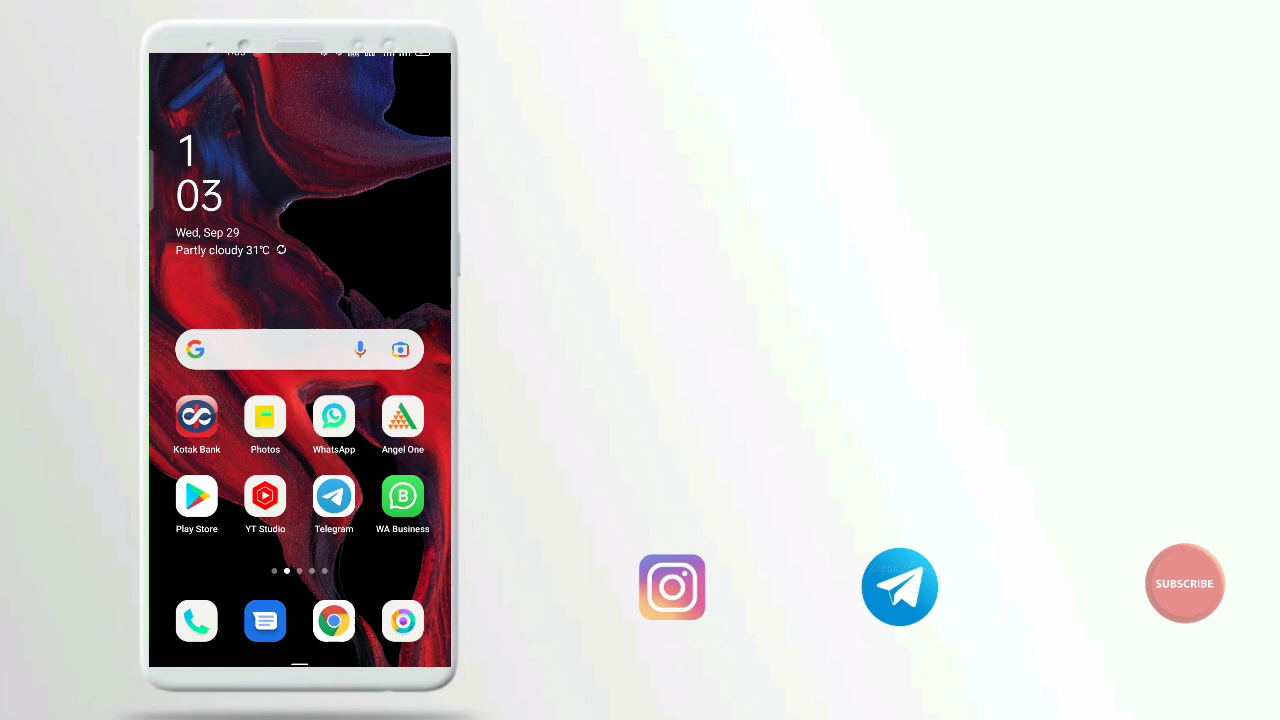 1
03
Wed, Sep 29
Partly cloudy 31℃
Kotak Bank
Photos
WhatsApp
Angel One
Play Store
YT Studio
Telegram
WA Business
SUBSCRIBE